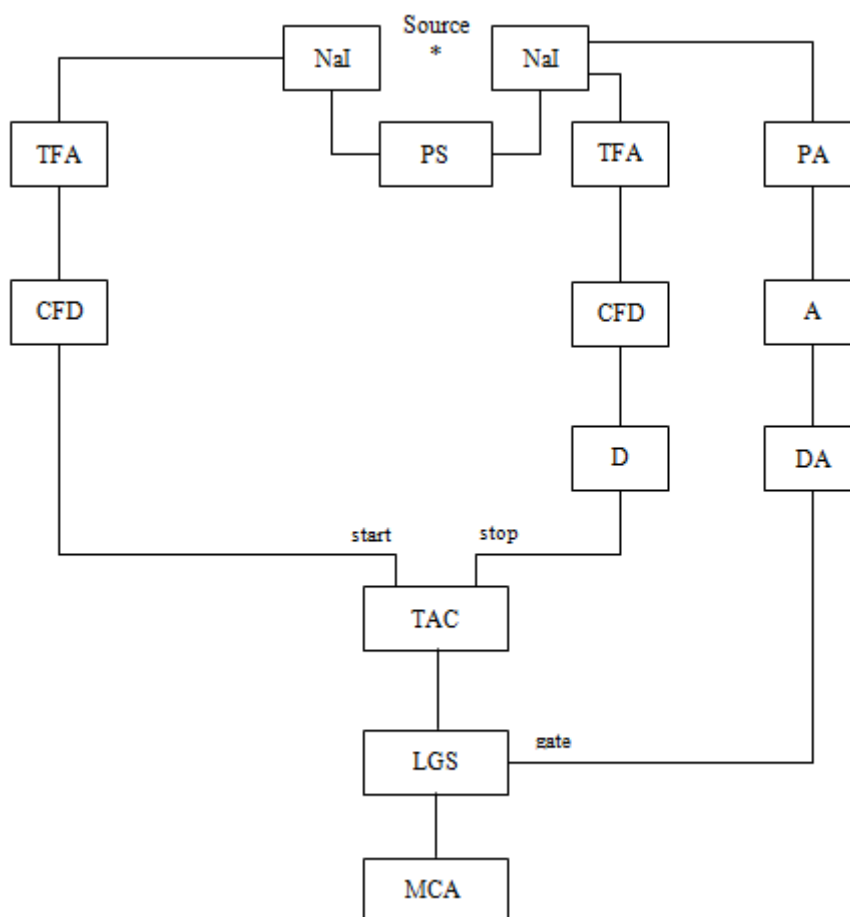 Source
*
NaI
NaI
TFA
PS
TFA
PA
CFD
CFD
A
D
DA
start
stop
TAC
LGS
gate
MCA